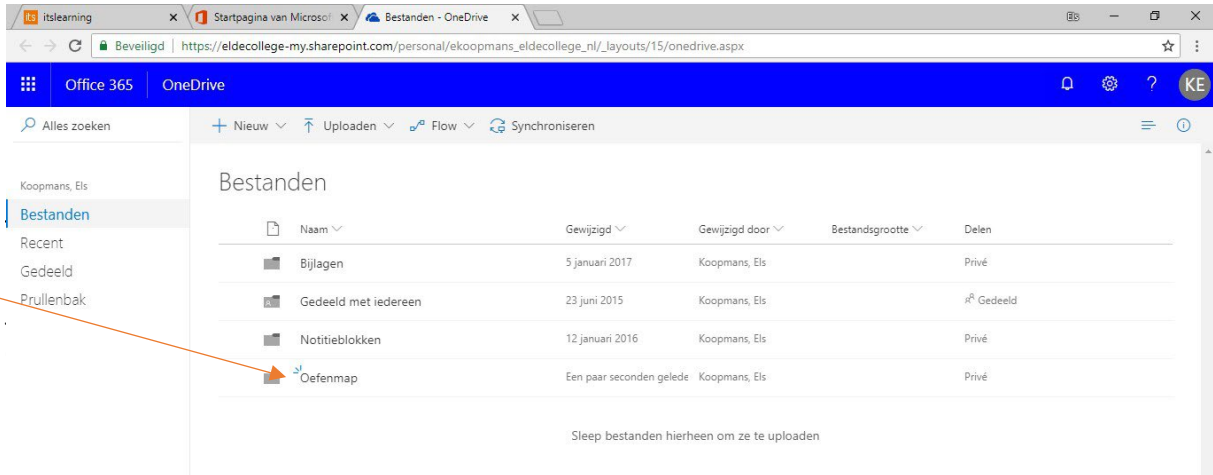 its itslearning
Startpagina van Microsof
Bestanden - OneDrive
Beveiligd | https://eldecollege-my.sharepoint.com/personal/ekoopmans_eldecollege_nl/_layouts/15/onedrive.aspx
Office 365 OneDrive ? KE
Alles zoeken Nieuw Uploaden Flow Synchroniseren
Koopmans, Els
Bestanden
Recent
Gedeeld
Prullenbak
Bestanden
Naam Gewijzigd Gewijzigd door Bestandsgrootte Delen
Bijlagen 5 januari 2017 Koopmans, Els Privé
Gedeeld met iedereen 23 juni 2015 Koopmans, Els Gedeeld
Notitieblokken 12 januari 2016 Koopmans, Els Privé
Oefenmap Een paar seconden gelede Koopmans, Els Privé
Sleep bestanden hierheen om ze te uploaden